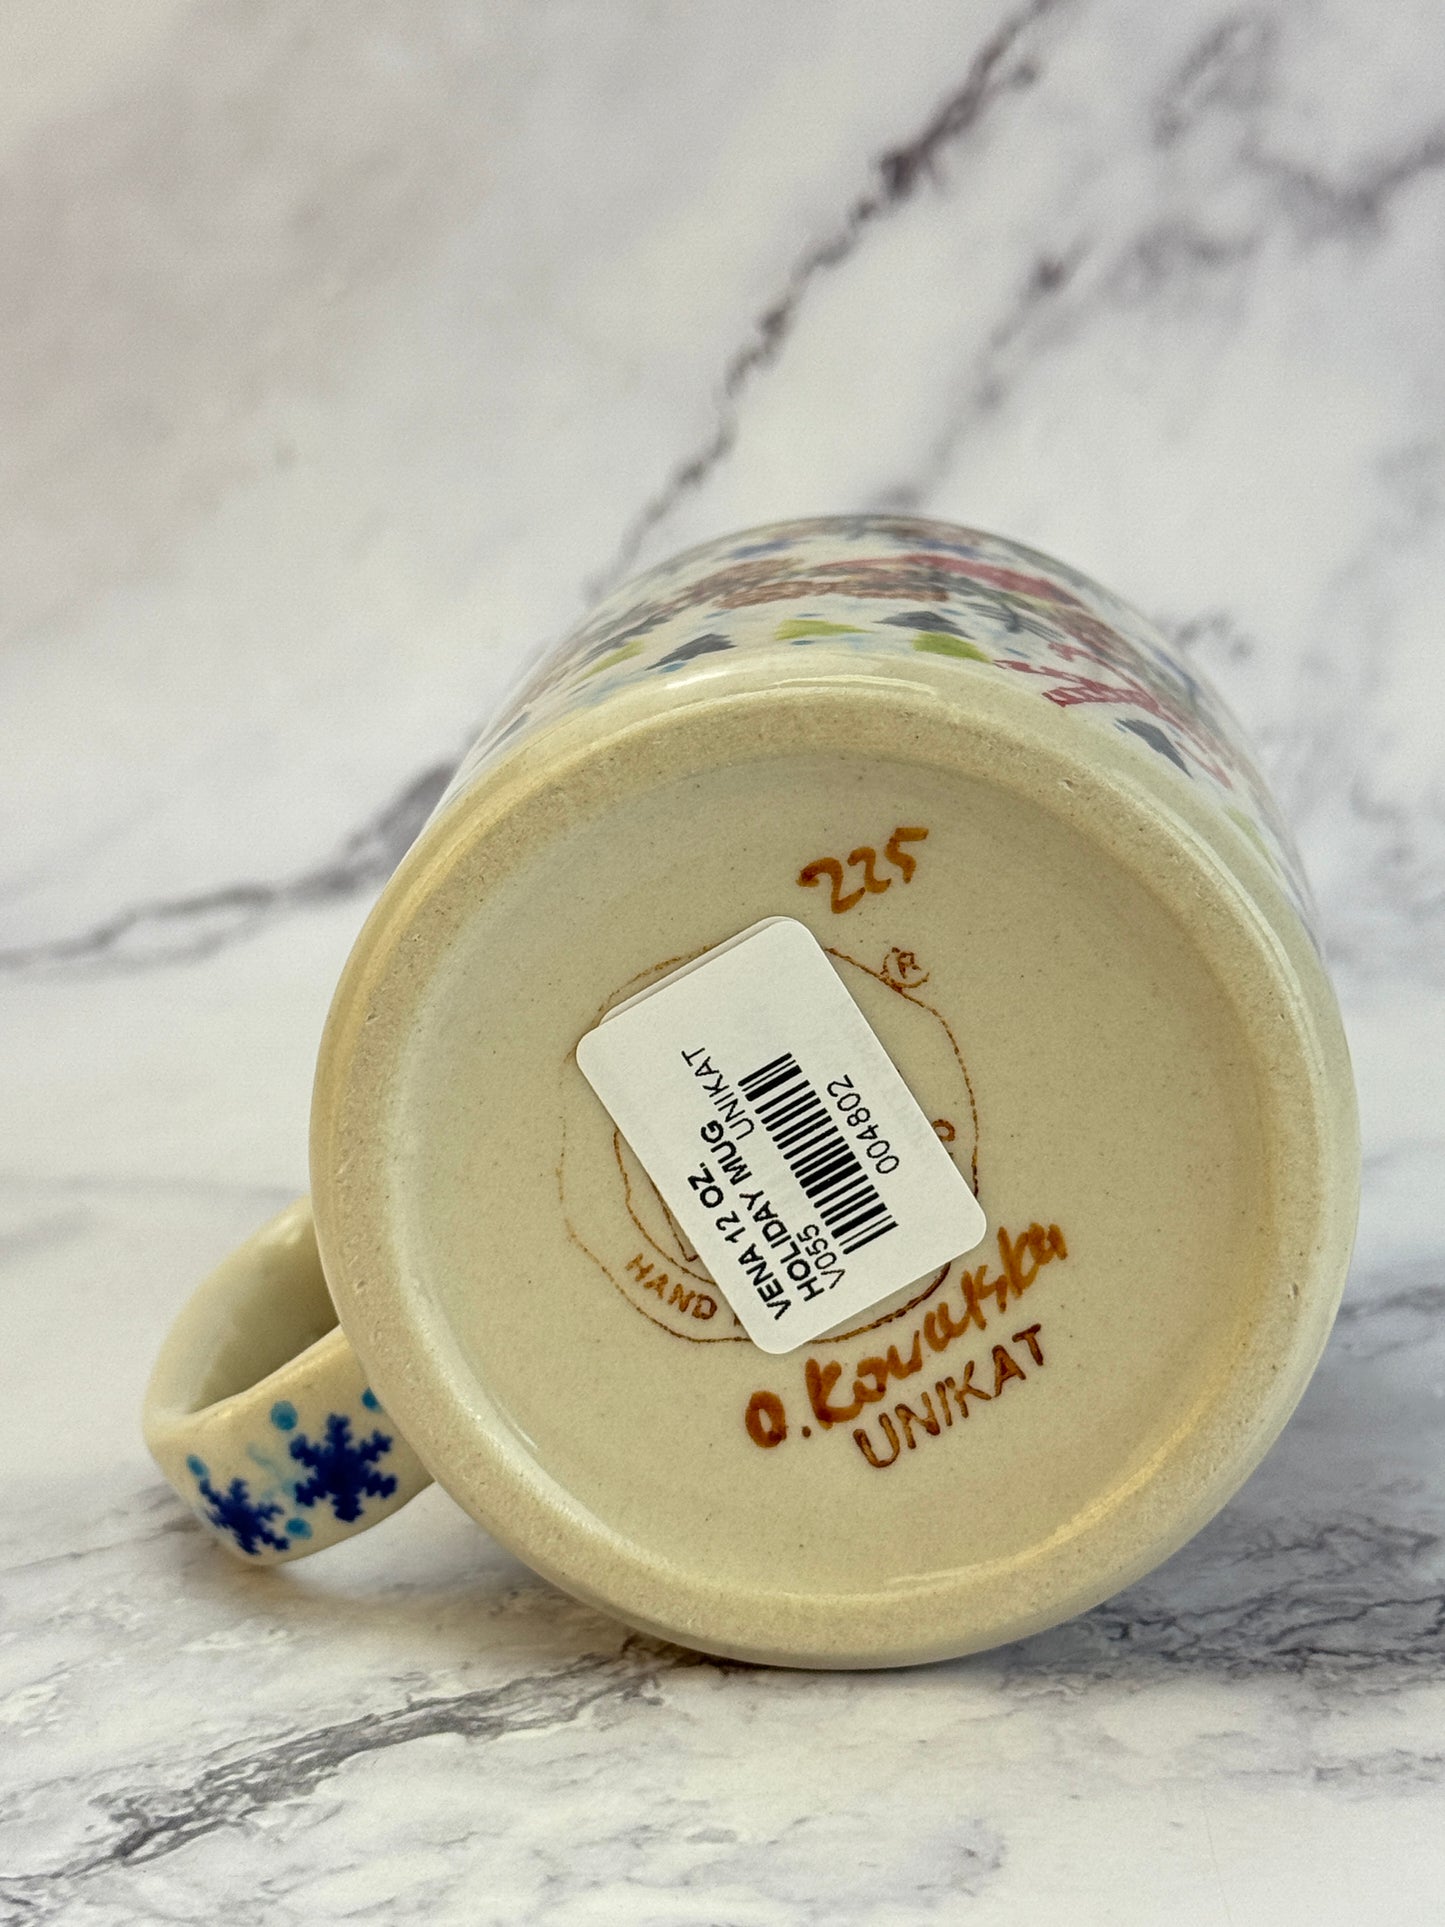 225
®
VENA 12 OZ.
HOLIDAY MUG
V055 UNIKAT
004802
HAND
O. Kowalska
UNIKAT